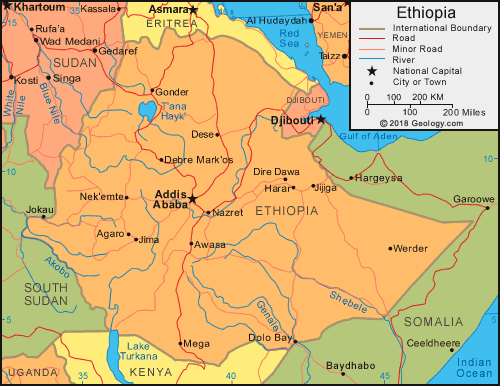 Khartoum
Kassala
Asmara
ERITREA
San'a
Al Hudaydah
Red
Sea
YEMEN
Taizz
Rufa'a
Wad Medani
Gedaref
SUDAN
Kosti
Singa
White
Nile
Blue Nile
Gonder
T'ana
Hayk'
DJIBOUTI
Djibouti
Gulf of Aden
Dese
Debre Mark'os
10
10
Dire Dawa
Harar
Jijiga
Hargeysa
Nek'emte
Addis
Ababa
Nazret
ETHIOPIA
Garoowe
Jokau
Agaro
Jima
Awasa
Werder
Akobo
SOUTH
SUDAN
Genale
Shebele
5
5
SOMALIA
Mega
Dolo Bay
Lake
Turkana
Ceeldheere
Baydhabo
Indian
Ocean
UGANDA
35
KENYA
40
45
Ethiopia
International Boundary
Road
Minor Road
River
National Capital
City or Town
0 100 200 KM
0 100 200 Miles
© 2018 Geology.com